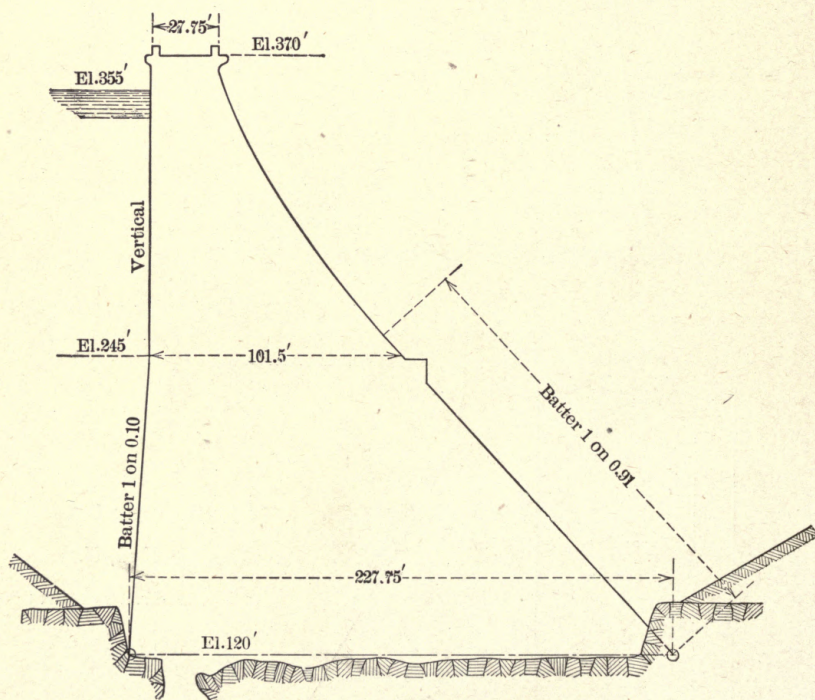 27.75'
El.370'
El.355'
Vertical
El.245'
101.5'
Batter 1 on 0.91
Batter 1 on 0.10
227.75'
El.120'